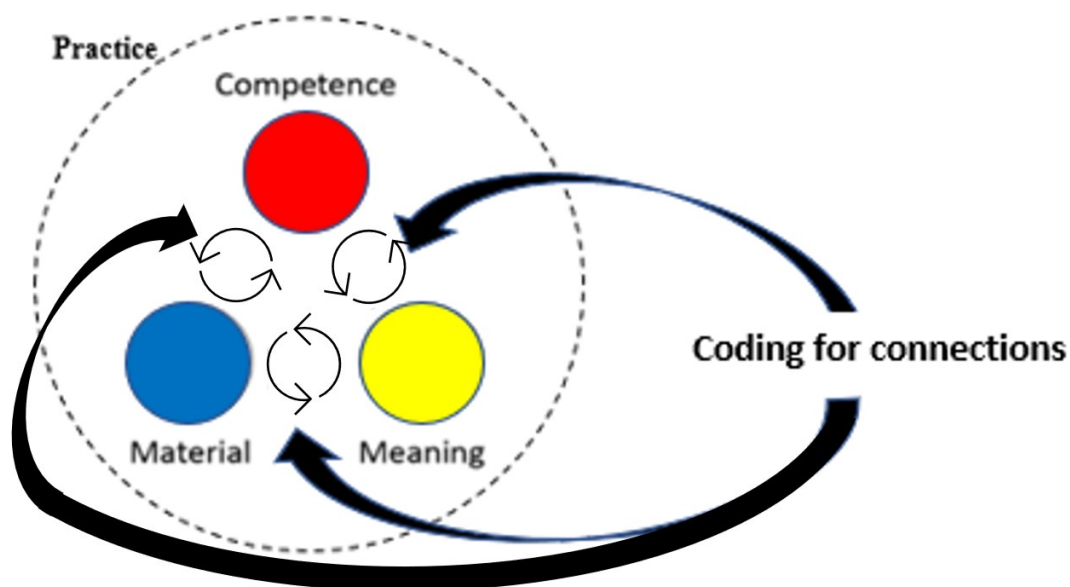 Practice
Competence
Coding for connections
Material
Meaning